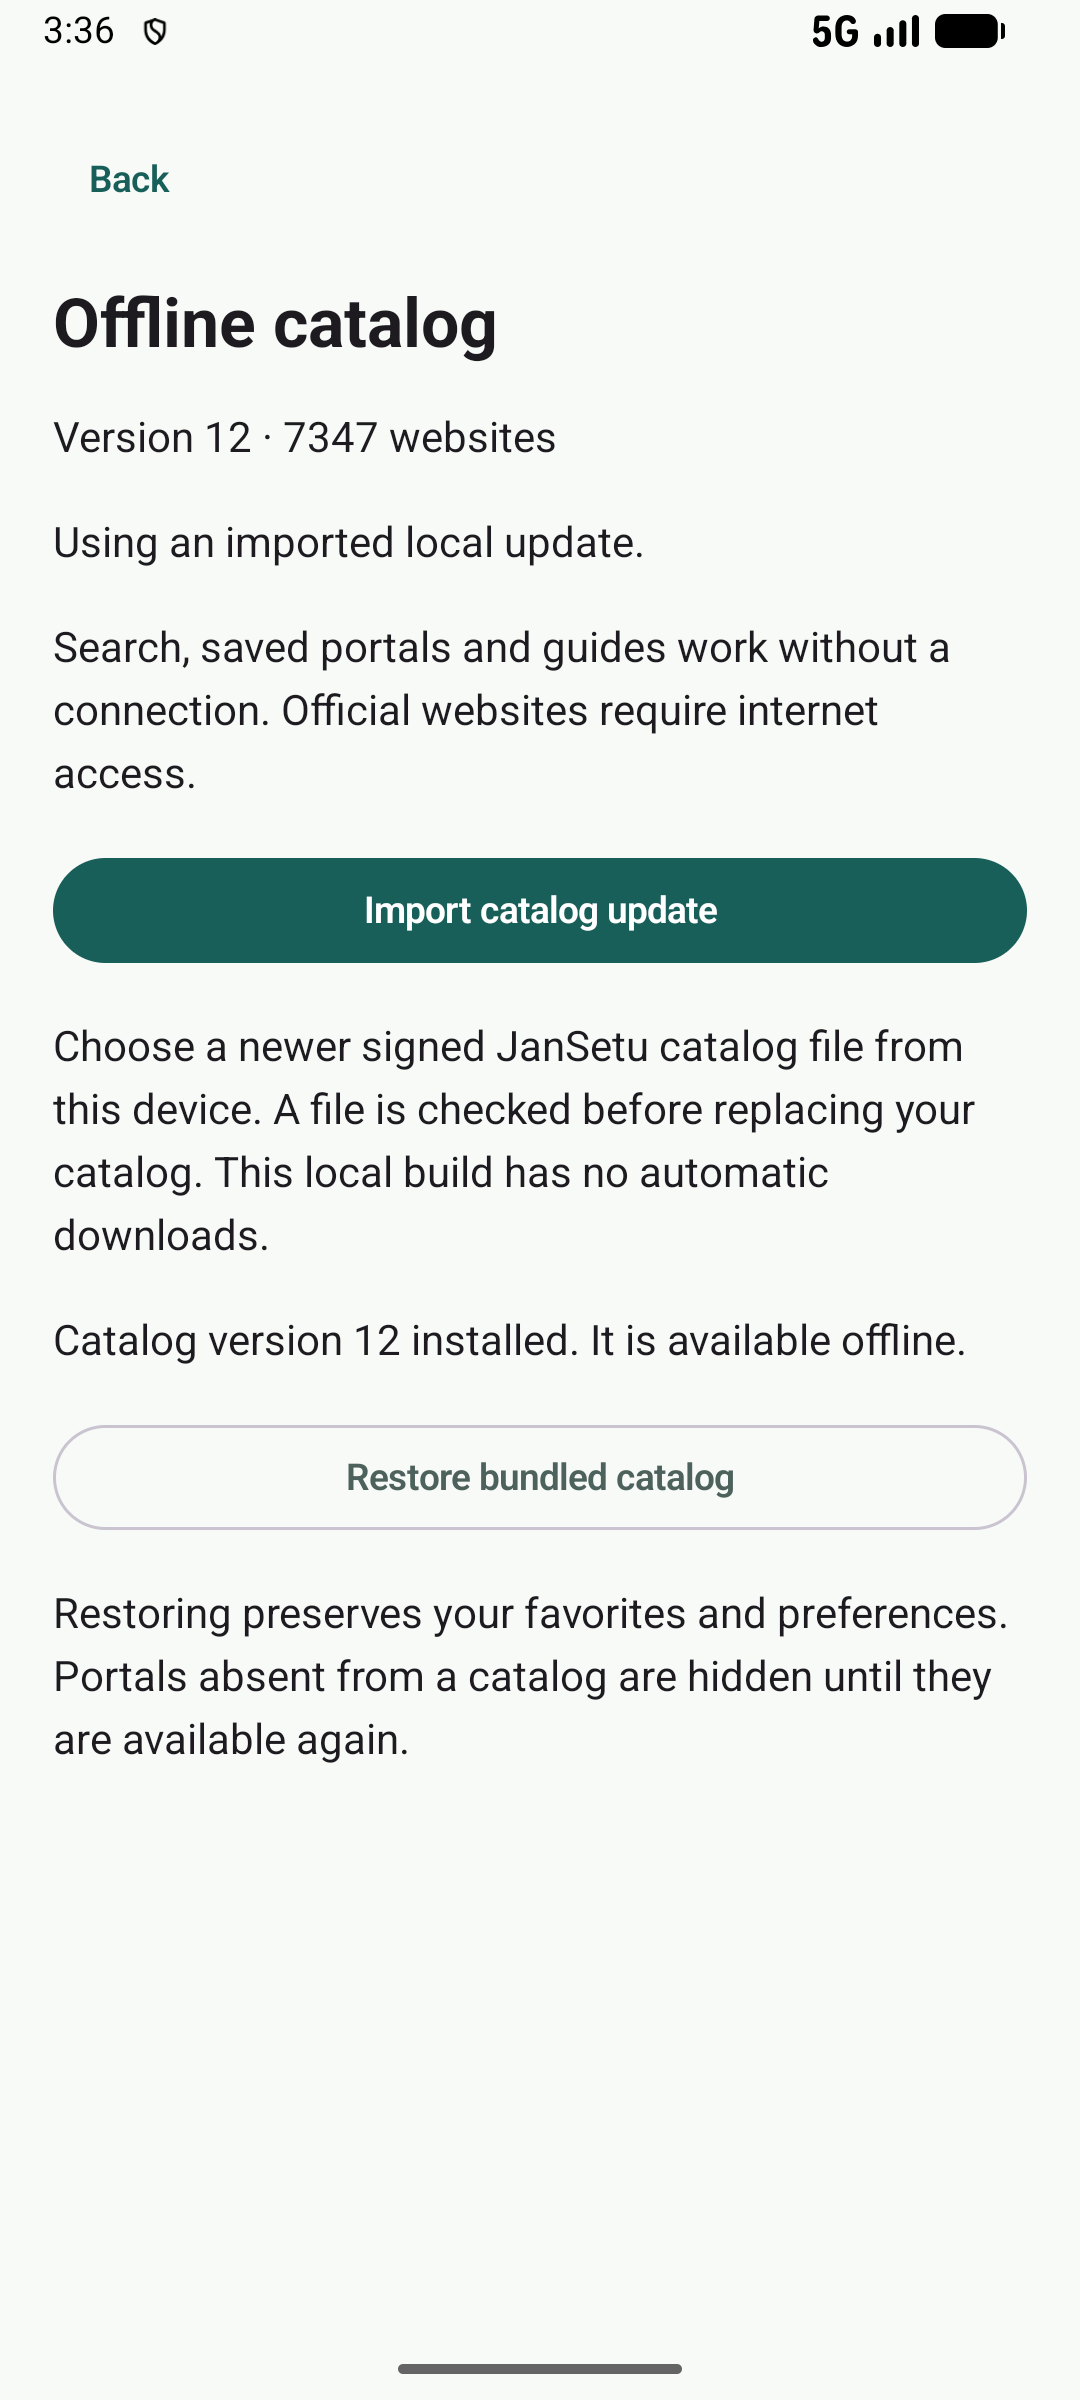 3:36
5G
Back
Offline catalog
Version 12 · 7347 websites
Using an imported local update.
Search, saved portals and guides work without a
connection. Official websites require internet
access.
Import catalog update
Choose a newer signed JanSetu catalog file from
this device. A file is checked before replacing your
catalog. This local build has no automatic
downloads.
Catalog version 12 installed. It is available offline.
Restore bundled catalog
Restoring preserves your favorites and preferences.
Portals absent from a catalog are hidden until they
are available again.